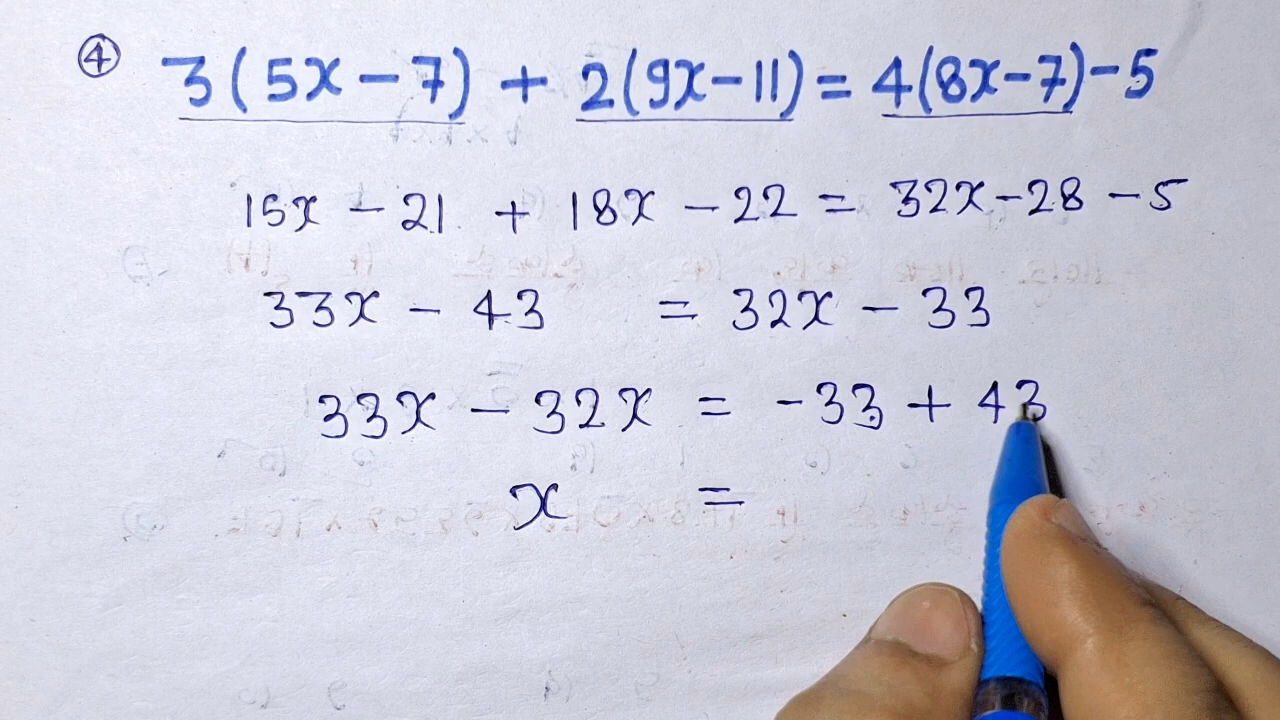 ④ 3(5x-7) + 2(9x-11) = 4(8x-7)-5
15x - 21 + 18x - 22 = 32x-28-5
33x - 43 = 32x - 33
33x - 32x = -33 + 43
x =